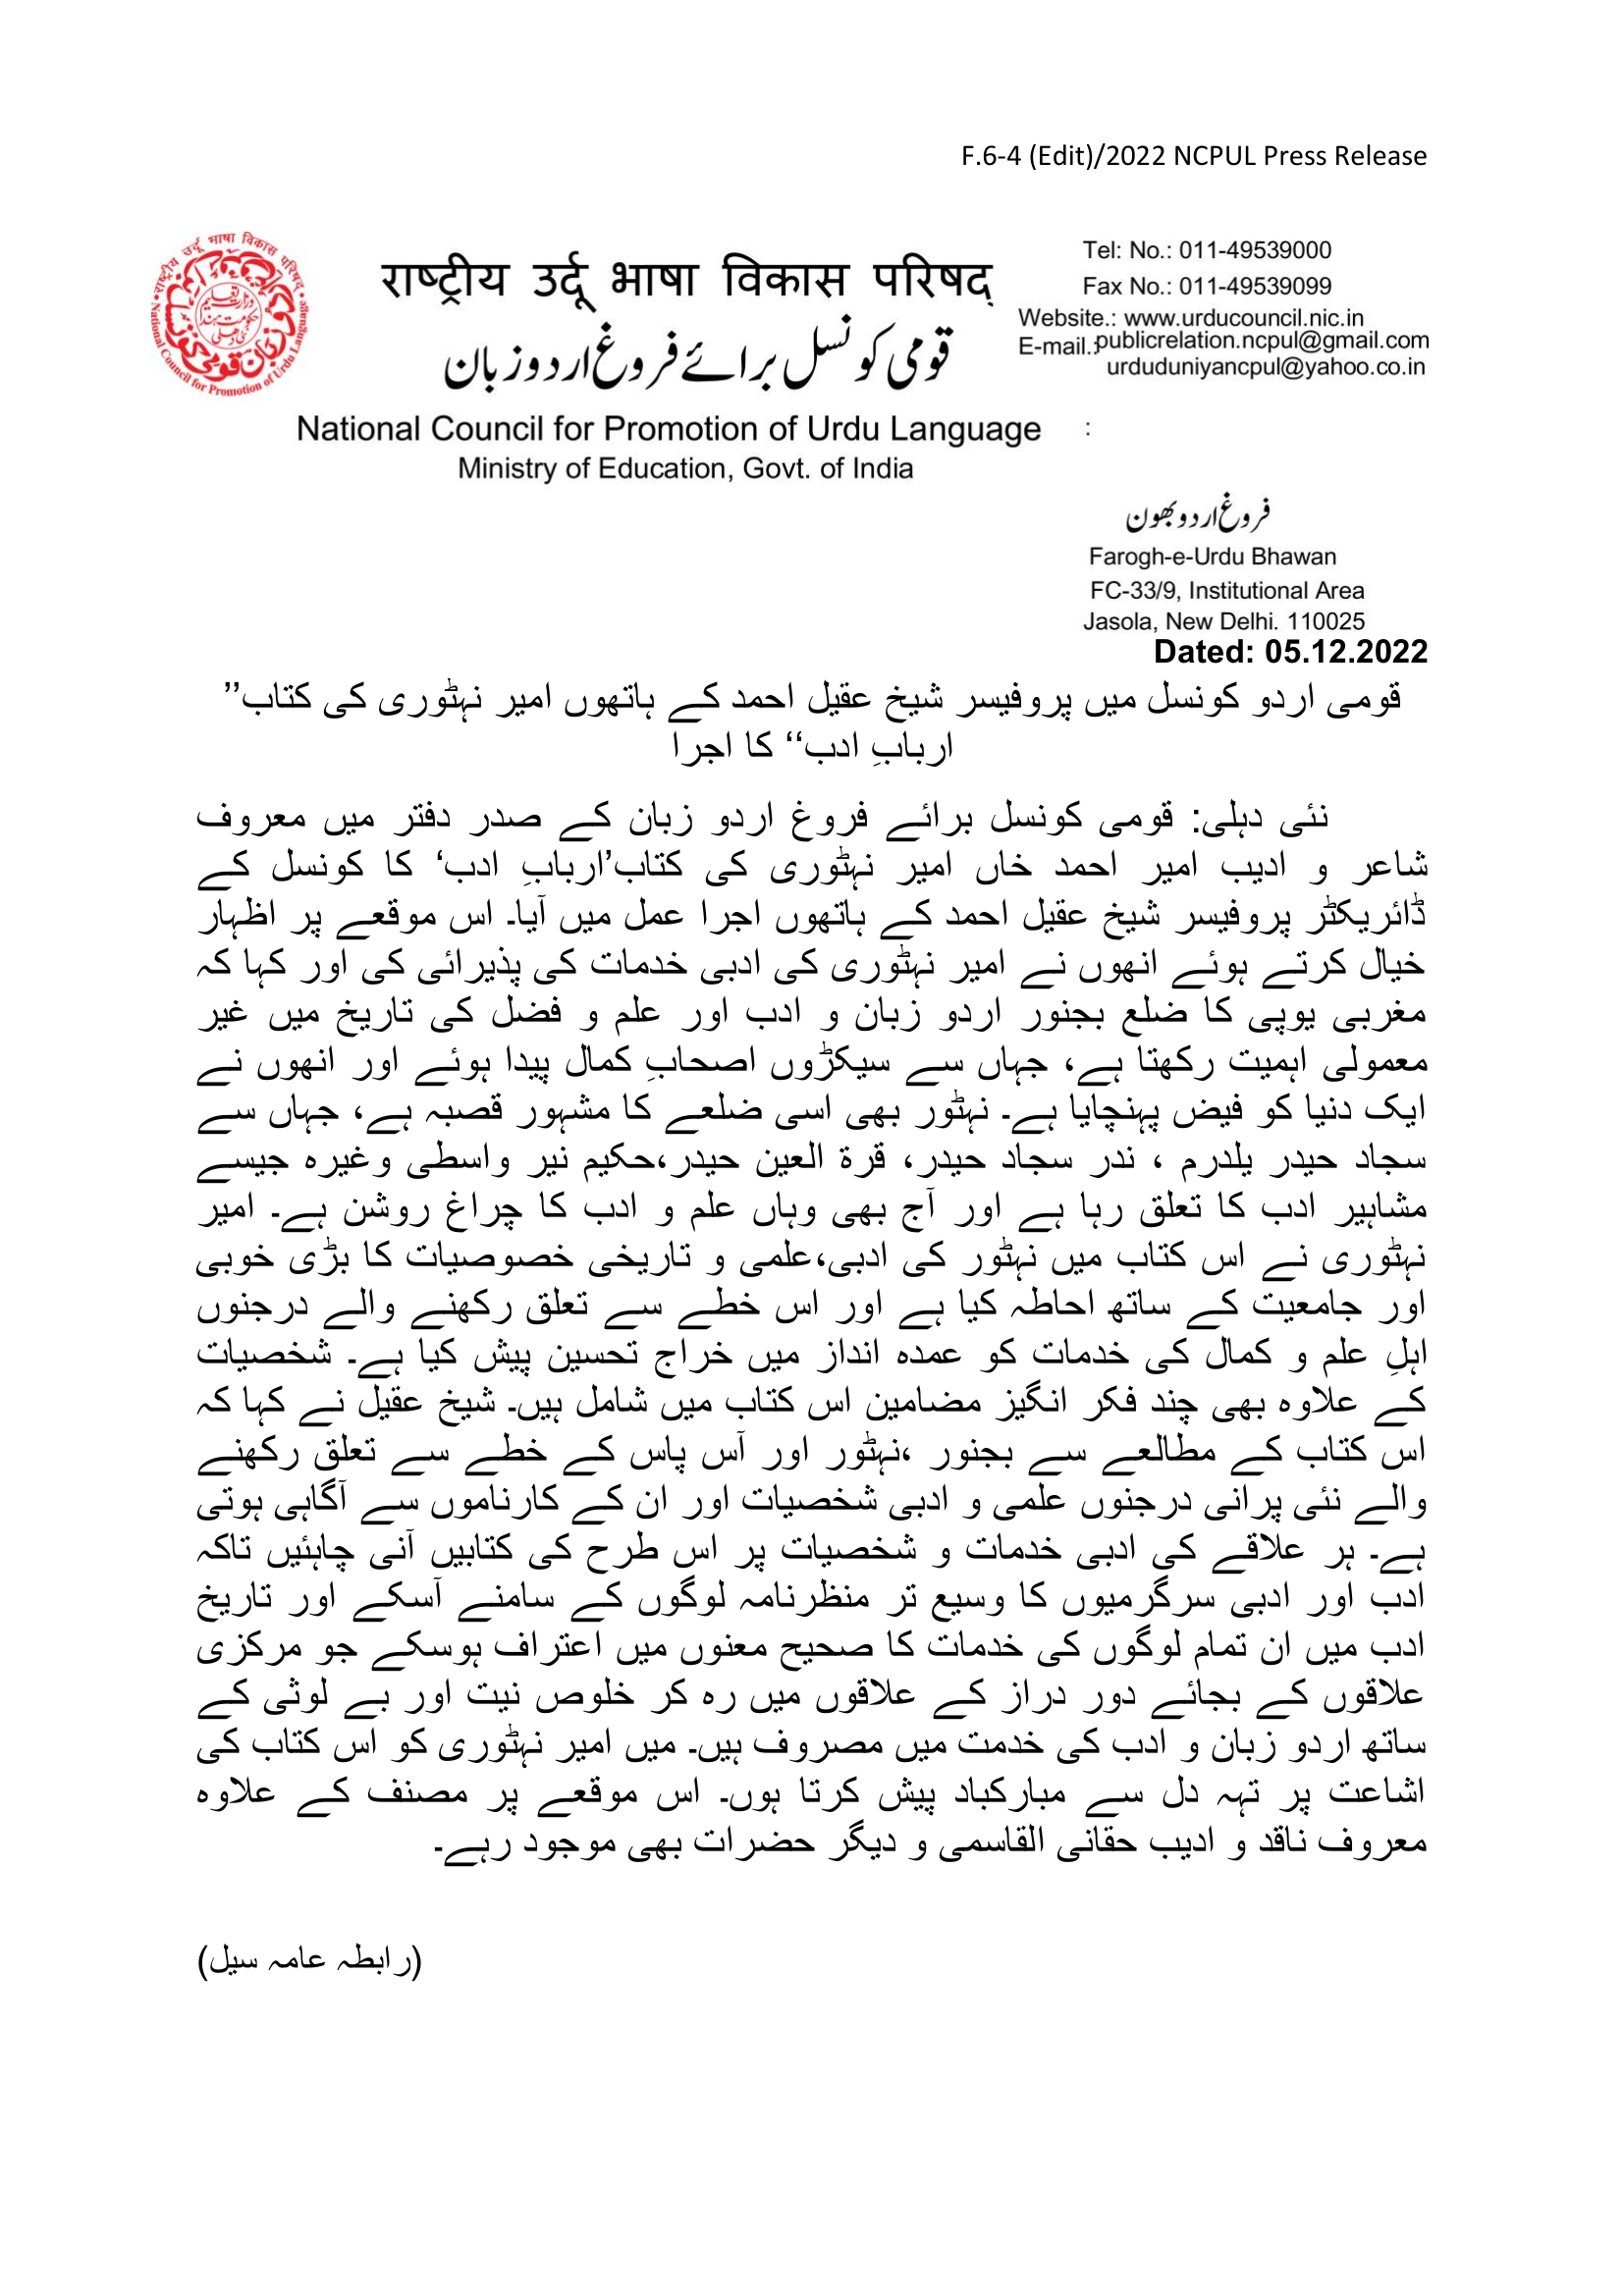 F.6-4 (Edit)/2022 NCPUL Press Release
राष्ट्रीय उर्दू भाषा विकास परिषद्
قومی کونسل برائے فروغ اردو زبان
National Council for Promotion of Urdu Language
Ministry of Education, Govt. of India
राष्ट्रीय उर्दू भाषा विकास परिषद्
National Council for Promotion of Urdu Language
Tel: No.: 011-49539000
Fax No.: 011-49539099
Website.: www.urducouncil.nic.in
E-mail.:publicrelation.ncpul@gmail.com
urduduniyancpul@yahoo.co.in
:
فروغ اردو بھون
Farogh-e-Urdu Bhawan
FC-33/9, Institutional Area
Jasola, New Delhi. 110025
Dated: 05.12.2022
قومی اردو کونسل میں پروفیسر شیخ عقیل احمد کے ہاتھوں امیر نہٹوری کی کتاب’’
اربابِ ادب‘‘ کا اجرا
نئی دہلی: قومی کونسل برائے فروغ اردو زبان کے صدر دفتر میں معروف
شاعر و ادیب امیر احمد خاں امیر نہٹوری کی کتاب’اربابِ ادب‘ کا کونسل کے
ڈائریکٹر پروفیسر شیخ عقیل احمد کے ہاتھوں اجرا عمل میں آیا۔ اس موقعے پر اظہار
خیال کرتے ہوئے انھوں نے امیر نہٹوری کی ادبی خدمات کی پذیرائی کی اور کہا کہ
مغربی یوپی کا ضلع بجنور اردو زبان و ادب اور علم و فضل کی تاریخ میں غیر
معمولی اہمیت رکھتا ہے، جہاں سے سیکڑوں اصحابِ کمال پیدا ہوئے اور انھوں نے
ایک دنیا کو فیض پہنچایا ہے۔ نہٹور بھی اسی ضلعے کا مشہور قصبہ ہے، جہاں سے
سجاد حیدر یلدرم ، نذر سجاد حیدر، قرۃ العین حیدر،حکیم نیر واسطی وغیرہ جیسے
مشاہیر ادب کا تعلق رہا ہے اور آج بھی وہاں علم و ادب کا چراغ روشن ہے۔ امیر
نہٹوری نے اس کتاب میں نہٹور کی ادبی،علمی و تاریخی خصوصیات کا بڑی خوبی
اور جامعیت کے ساتھ احاطہ کیا ہے اور اس خطے سے تعلق رکھنے والے درجنوں
اہلِ علم و کمال کی خدمات کو عمدہ انداز میں خراج تحسین پیش کیا ہے۔ شخصیات
کے علاوہ بھی چند فکر انگیز مضامین اس کتاب میں شامل ہیں۔ شیخ عقیل نے کہا کہ
اس کتاب کے مطالعے سے بجنور ،نہٹور اور آس پاس کے خطے سے تعلق رکھنے
والے نئی پرانی درجنوں علمی و ادبی شخصیات اور ان کے کارناموں سے آگاہی ہوتی
ہے۔ ہر علاقے کی ادبی خدمات و شخصیات پر اس طرح کی کتابیں آنی چاہئیں تاکہ
ادب اور ادبی سرگرمیوں کا وسیع تر منظرنامہ لوگوں کے سامنے آسکے اور تاریخ
ادب میں ان تمام لوگوں کی خدمات کا صحیح معنوں میں اعتراف ہوسکے جو مرکزی
علاقوں کے بجائے دور دراز کے علاقوں میں رہ کر خلوص نیت اور بے لوثی کے
ساتھ اردو زبان و ادب کی خدمت میں مصروف ہیں۔ میں امیر نہٹوری کو اس کتاب کی
اشاعت پر تہہ دل سے مبارکباد پیش کرتا ہوں۔ اس موقعے پر مصنف کے علاوہ
معروف ناقد و ادیب حقانی القاسمی و دیگر حضرات بھی موجود رہے۔
(رابطہ عامہ سیل)